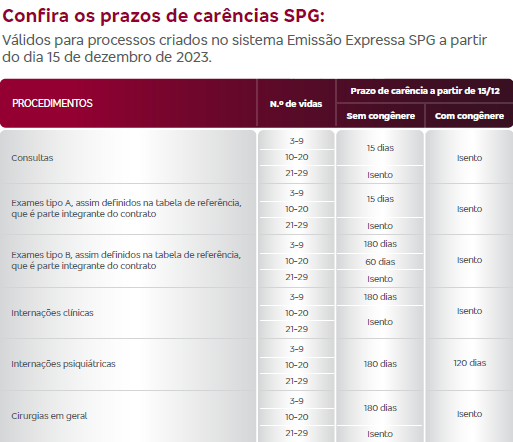 Confira os prazos de carências SPG:
Válidos para processos criados no sistema Emissão Expressa SPG a partir
do dia 15 de dezembro de 2023.
PROCEDIMENTOS
N.º de vidas
Prazo de carência a partir de 15/12
Sem congênere
Com congênere
Consultas
3-9
10-20
21-29
15 dias
Isento
Isento
Exames tipo A, assim definidos na tabela de referência,
que é parte integrante do contrato
3-9
10-20
21-29
15 dias
Isento
Isento
Exames tipo B, assim definidos na tabela de referência,
que é parte integrante do contrato
3-9
10-20
21-29
180 dias
60 dias
Isento
Isento
Internações clínicas
3-9
10-20
21-29
180 dias
Isento
Isento
Internações psiquiátricas
3-9
10-20
21-29
180 dias
120 dias
Cirurgias em geral
3-9
10-20
21-29
180 dias
Isento
Isento